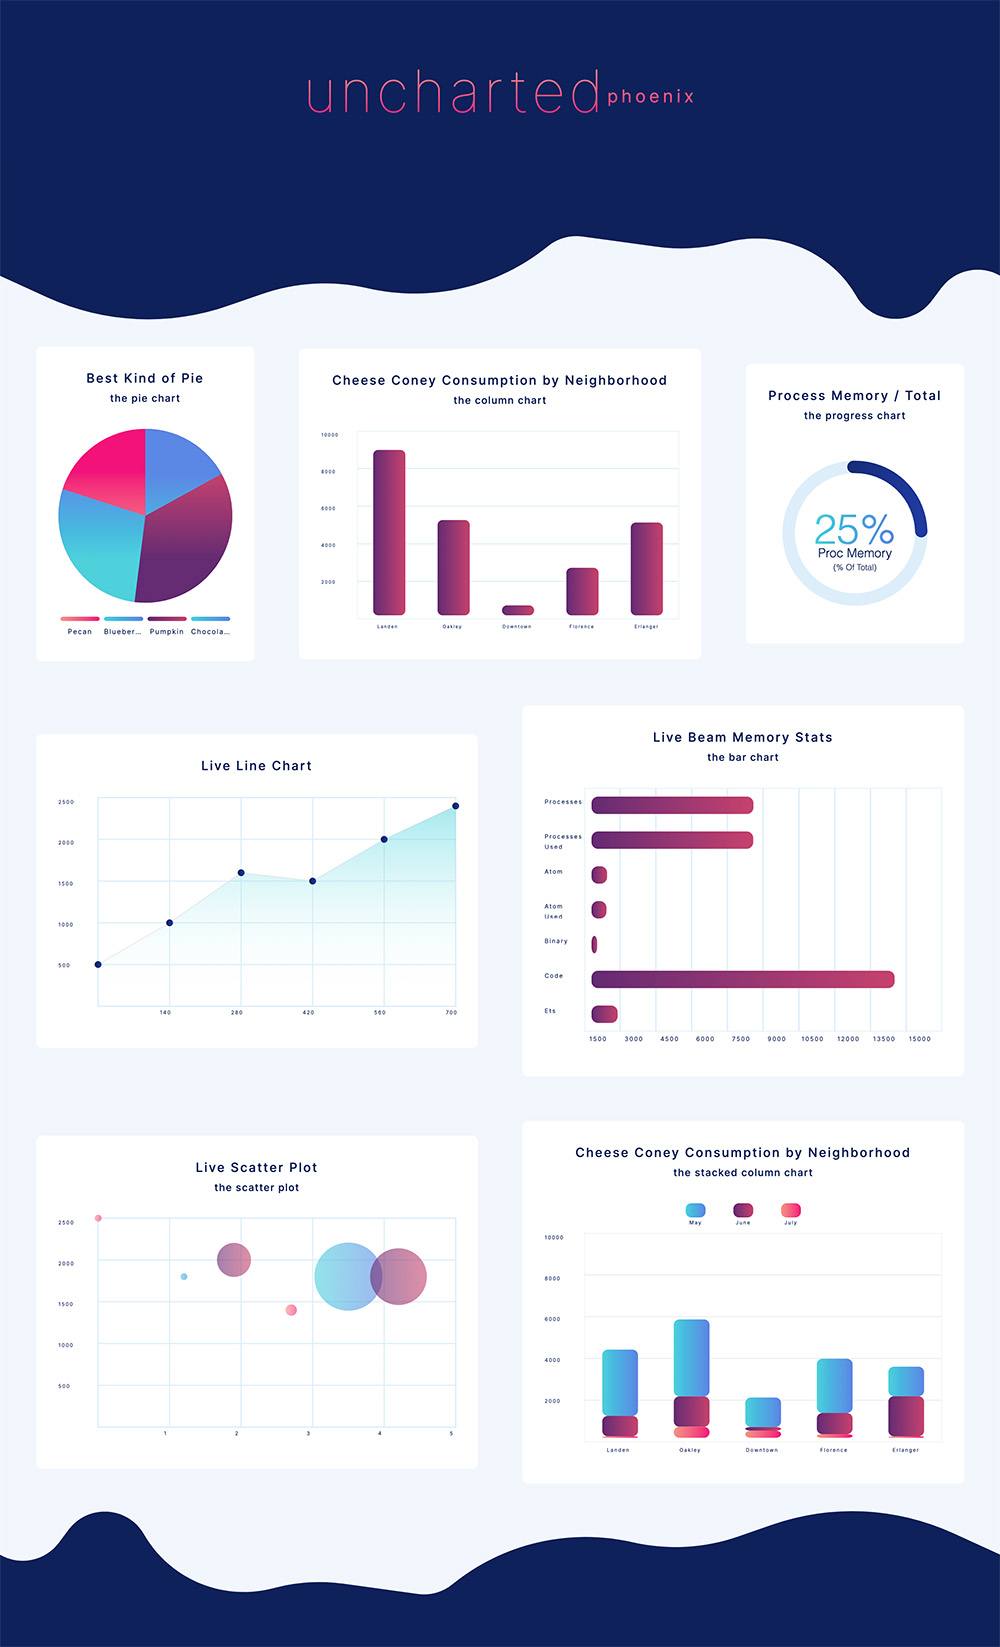 uncharted phoenix
Best Kind of Pie
the pie chart
Pecan Blueber... Pumpkin Chocola...
Cheese Coney Consumption by Neighborhood
the column chart
10000
8000
6000
4000
2000
Landen Oakley Downtown Florence Erlanger
Process Memory / Total
the progress chart
25%
Proc Memory
(% Of Total)
Live Line Chart
2500
2000
1500
1000
500
140 280 420 560 700
Live Beam Memory Stats
the bar chart
Processes
Processes
Used
Atom
Atom
Used
Binary
Code
Ets
1500 3000 4500 6000 7500 9000 10500 12000 13500 15000
Live Scatter Plot
the scatter plot
2500
2000
1500
1000
500
1 2 3 4 5
Cheese Coney Consumption by Neighborhood
the stacked column chart
May June July
10000
8000
6000
4000
2000
Landen Oakley Downtown Florence Erlanger